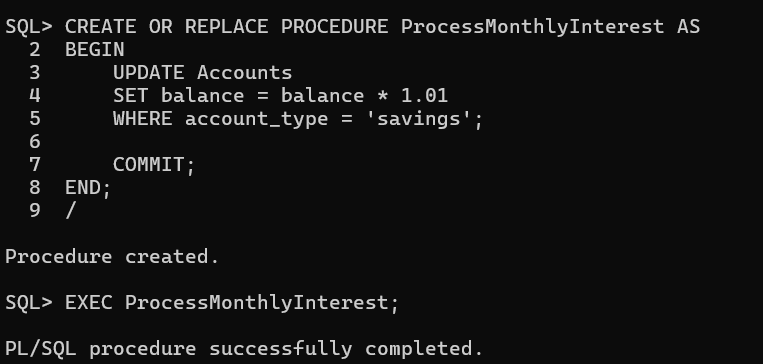 SQL> CREATE OR REPLACE PROCEDURE ProcessMonthlyInterest AS
  2  BEGIN
  3      UPDATE Accounts
  4      SET balance = balance * 1.01
  5      WHERE account_type = 'savings';
  6
  7      COMMIT;
  8  END;
  9  /
Procedure created.
SQL> EXEC ProcessMonthlyInterest;
PL/SQL procedure successfully completed.